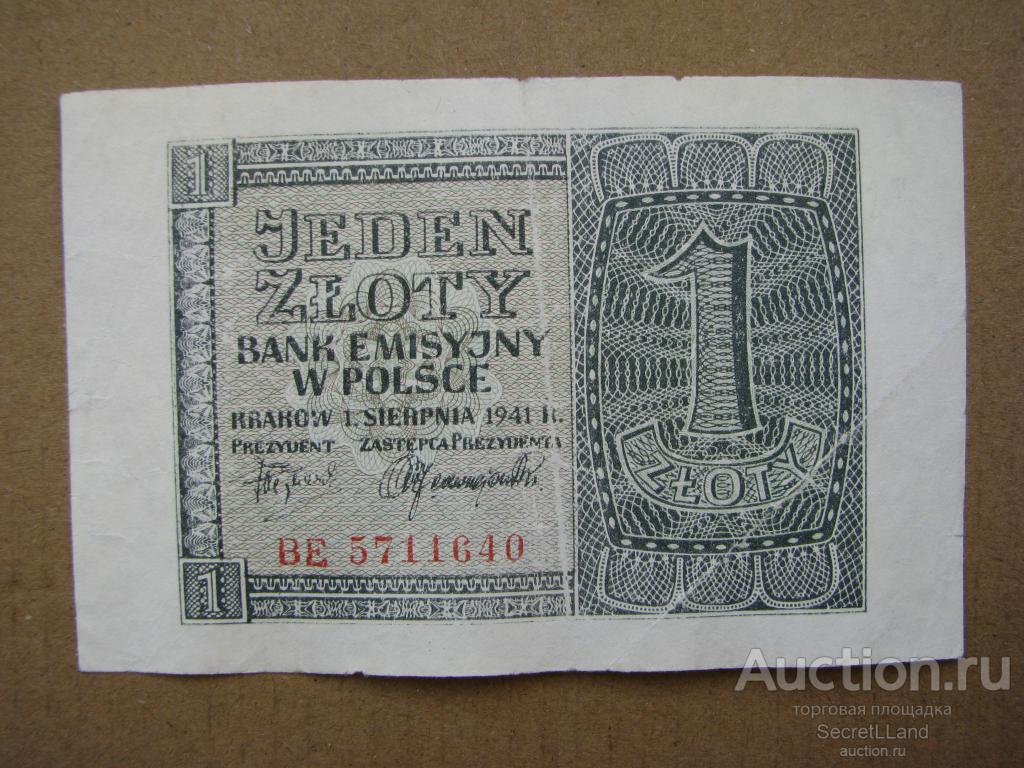 1
JEDEN
ZŁOTY
BANK EMISYJNY
W POLSCE
KRAKÓW 1. SIERPNIA 1941 R.
PREZYDENT ZASTĘPCA PREZYDENTA
BE 5711640
1
1
ZŁOTY
Auction.ru
торговая площадка
SecretLLand
auction.ru